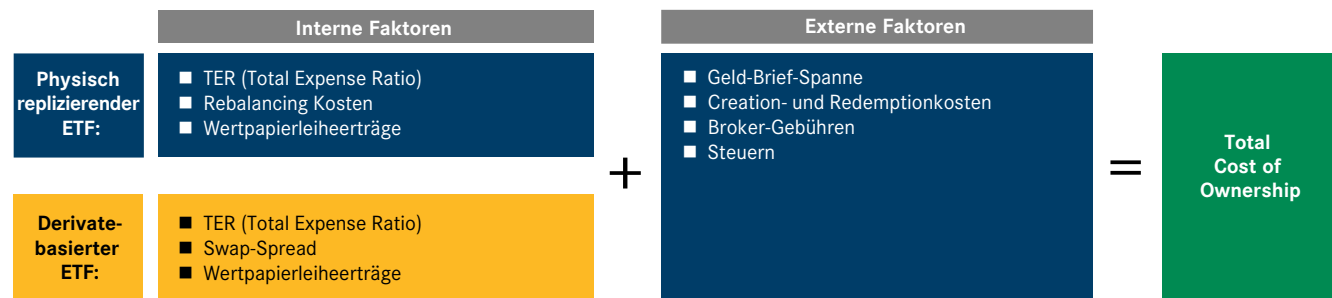 Interne Faktoren
Externe Faktoren
Physisch
replizierender
ETF:
TER (Total Expense Ratio)
Rebalancing Kosten
Wertpapierleiheerträge
Derivate-
basierter
ETF:
TER (Total Expense Ratio)
Swap-Spread
Wertpapierleiheerträge
+
Geld-Brief-Spanne
Creation- und Redemptionkosten
Broker-Gebühren
Steuern
=
Total
Cost of
Ownership